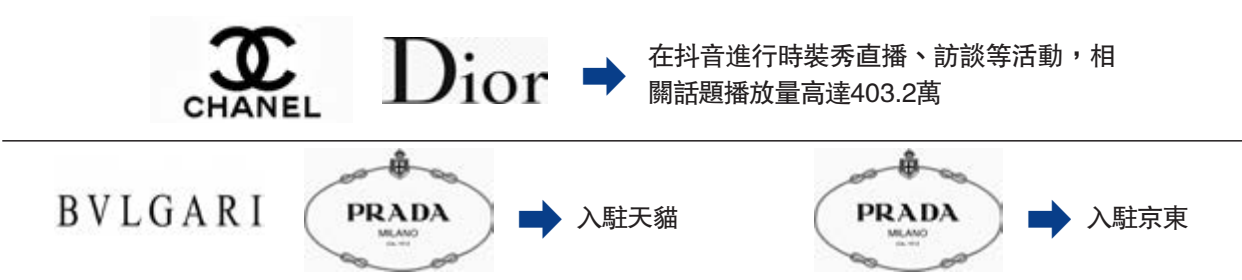 CHANEL
Dior
在抖音進行時裝秀直播、訪談等活動，相
關話題播放量高達403.2萬
BVLGARI
PRADA
MILANO
入駐天貓
PRADA
MILANO
入駐京東